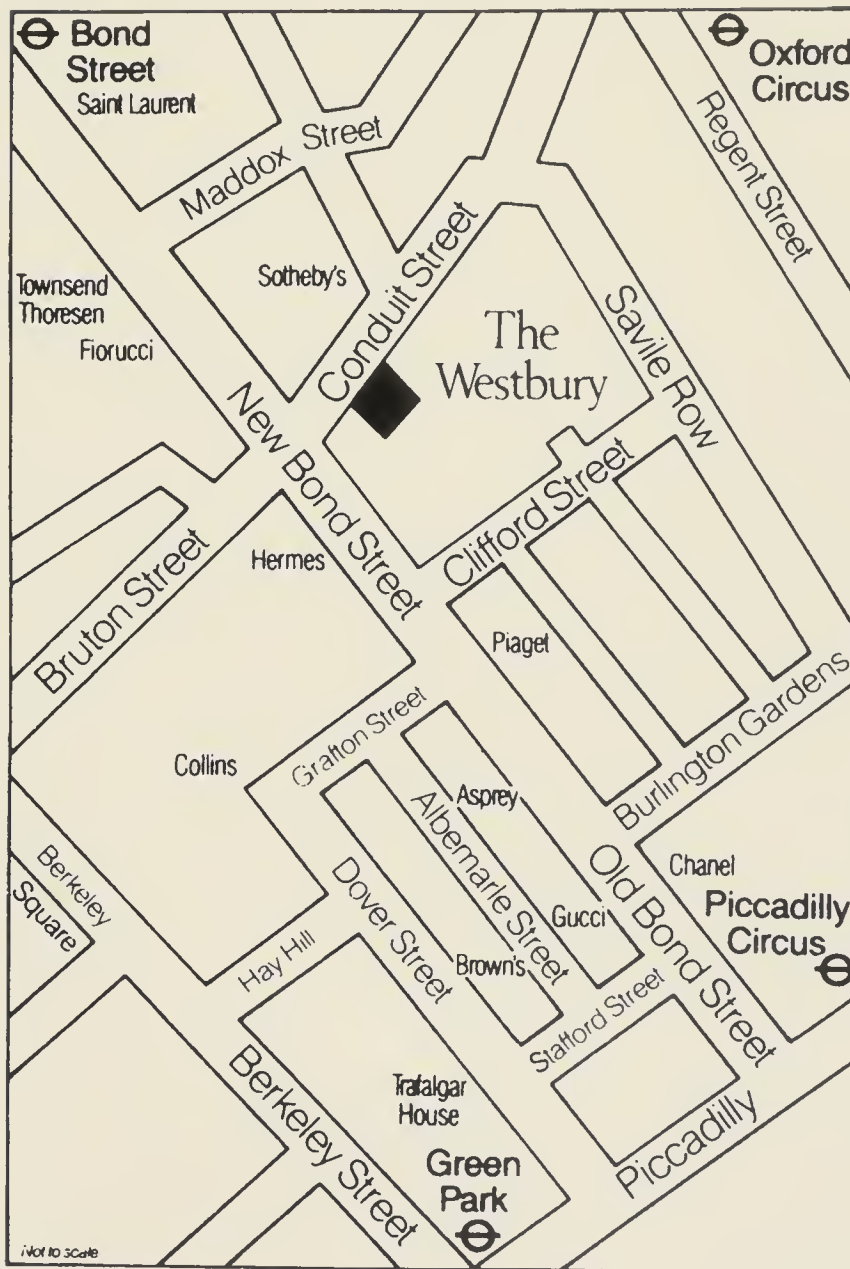 Bond
Street
Saint Laurent
Oxford
Circus
Maddox Street
Regent Street
Sotheby's
Conduit Street
Townsend
Thoresen
Fiorucci
The
Westbury
Savile Row
New Bond Street
Clifford Street
Hermes
Bruton Street
Piaget
Grafton Street
Collins
Burlington Gardens
Asprey
Albemarle Street
Old Bond Street
Chanel
Berkeley
Square
Dover Street
Gucci
Piccadilly
Circus
Hay Hill
Brown's
Stafford Street
Berkeley Street
Trafalgar
House
Piccadilly
Green
Park
Not to scale